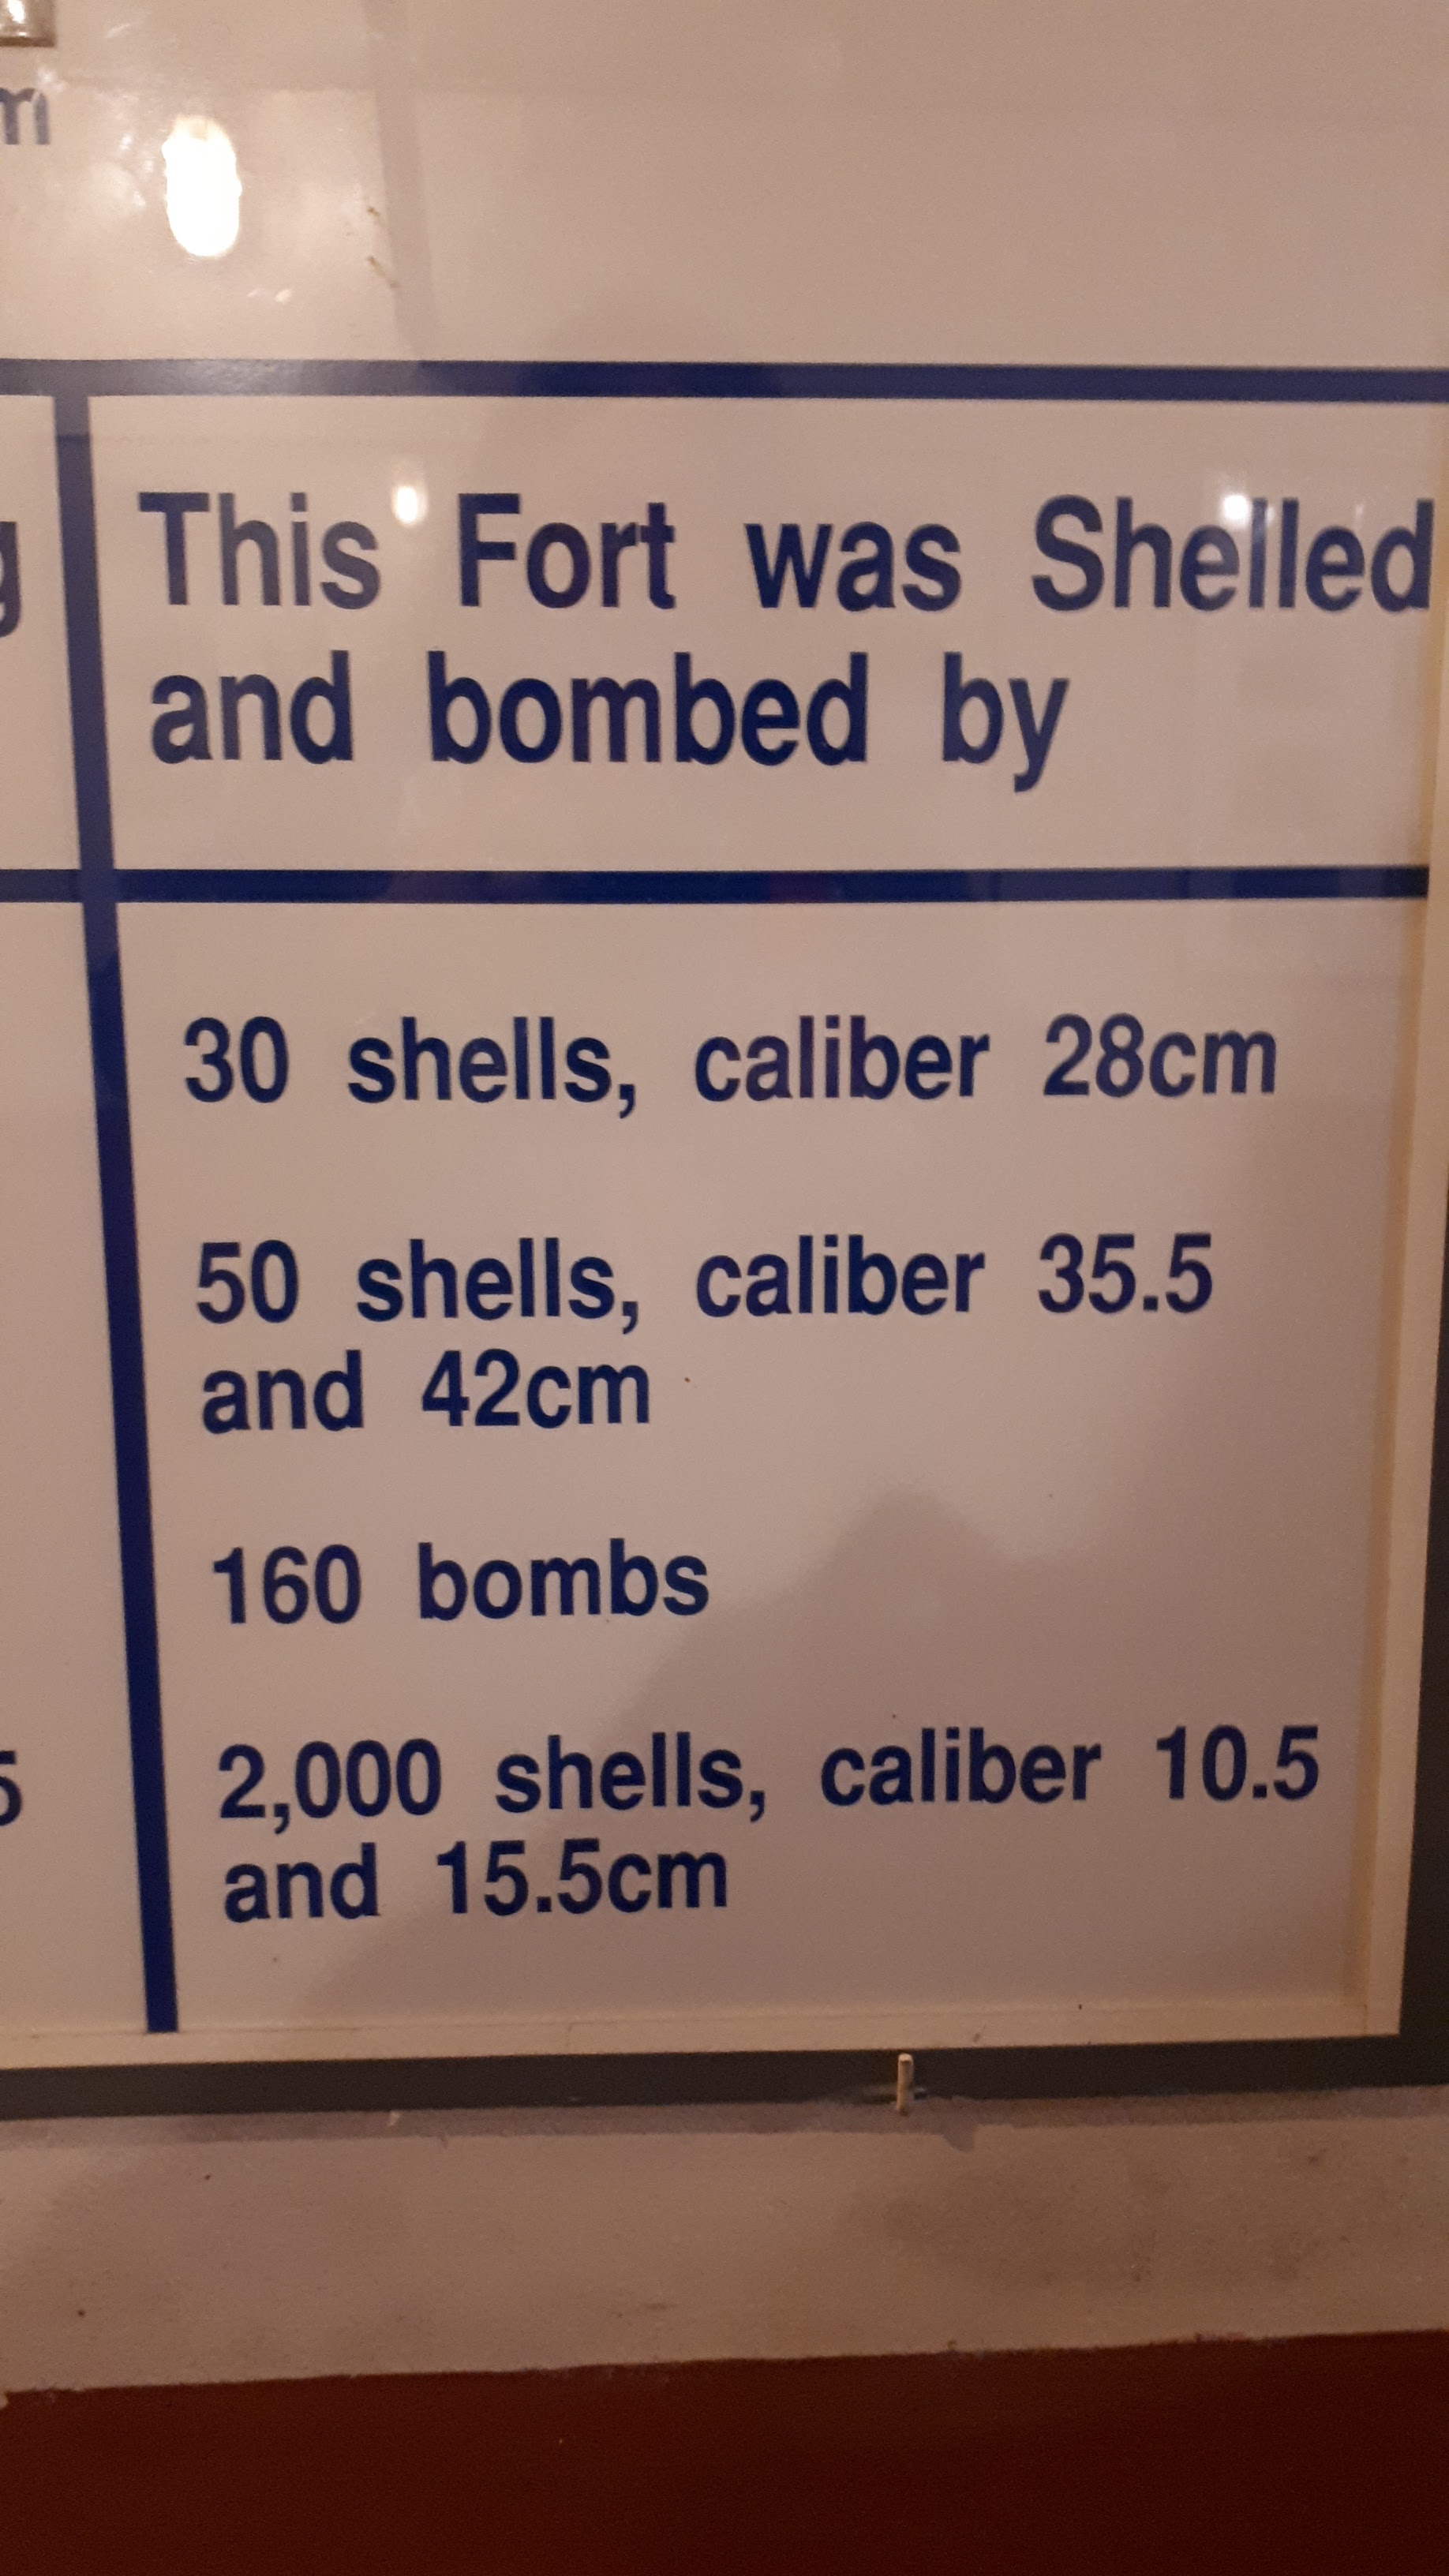 m
This Fort was Shelled
and bombed by
g
30 shells, caliber 28cm
50 shells, caliber 35.5
and 42cm
160 bombs
2,000 shells, caliber 10.5
and 15.5cm
5